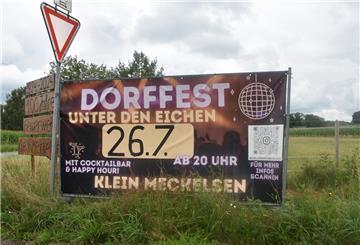 DORFFEST
UNTER DEN EICHEN
26.7.
MIT COCKTAILBAR
& HAPPY HOUR!
AB 20 UHR
KLEIN MECKELSEN
FÜR MEHR
INFOS
SCANNEN